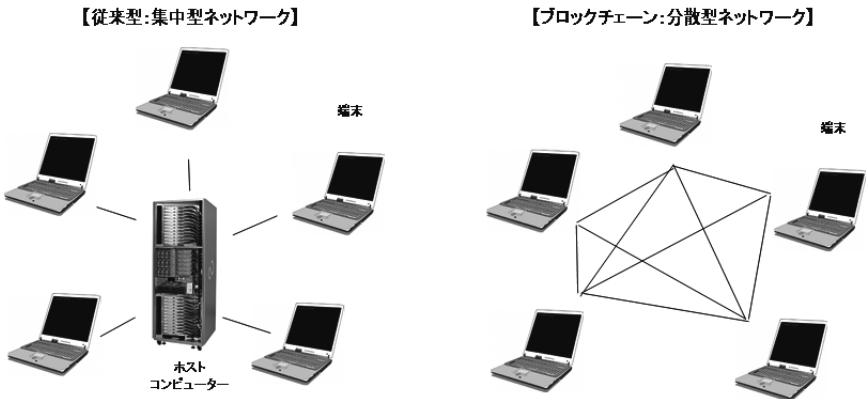 【従来型:集中型ネットワーク】
【ブロックチェーン:分散型ネットワーク】
端末
端末
ホスト
コンピューター